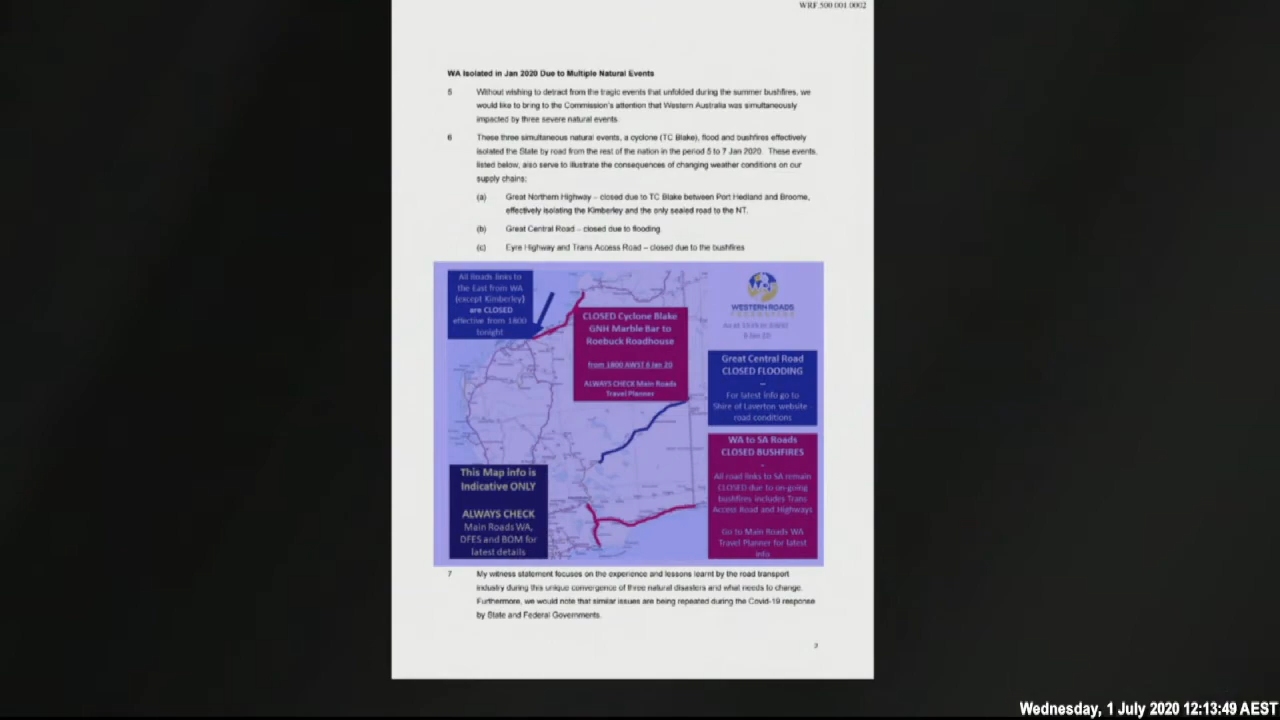 WRF.500.001.0002
WA Isolated in Jan 2020 Due to Multiple Natural Events
5 Without wishing to detract from the tragic events that unfolded during the summer bushfires, we
would like to bring to the Commission's attention that Western Australia was simultaneously
impacted by three severe natural events
6 These three simultaneous natural events, a cyclone (TC Blake), flood and bushfires effectively
isolated the State by road from the rest of the nation in the period 5 to 7 Jan 2020. These events,
listed below, also serve to illustrate the consequences of changing weather conditions on our
supply chains:
(a) Great Northern Highway – closed due to TC Blake between Port Hedland and Broome,
effectively isolating the Kimberley and the only sealed road to the NT.
(b) Great Central Road – closed due to flooding.
(c) Eyre Highway and Trans Access Road – closed due to the bushfires
All Roads links to
the East from WA
(except Kimberley)
are CLOSED
effective from 1800
tonight
CLOSED Cyclone Blake
GNH Marble Bar to
Roebuck Roadhouse
from 1800 AWST 6 Jan 20
ALWAYS CHECK Main Roads
Travel Planner
WESTERN ROADS
Great Central Road
CLOSED FLOODING
–
For latest info go to
Shire of Laverton website
road conditions
WA to SA Roads
CLOSED BUSHFIRES
-
All road links to SA remain
CLOSED due to on-going
bushfires includes Trans
Access Road and Highways
Go to Main Roads WA
Travel Planner for latest
info
This Map info is
Indicative ONLY
ALWAYS CHECK
Main Roads WA,
DFES and BOM for
latest details
7 My witness statement focuses on the experience and lessons learnt by the road transport
industry during this unique convergence of three natural disasters and what needs to change.
Furthermore, we would note that similar issues are being repeated during the Covid-19 response
by State and Federal Governments.
2
Wednesday, 1 July 2020 12:13:49 AEST